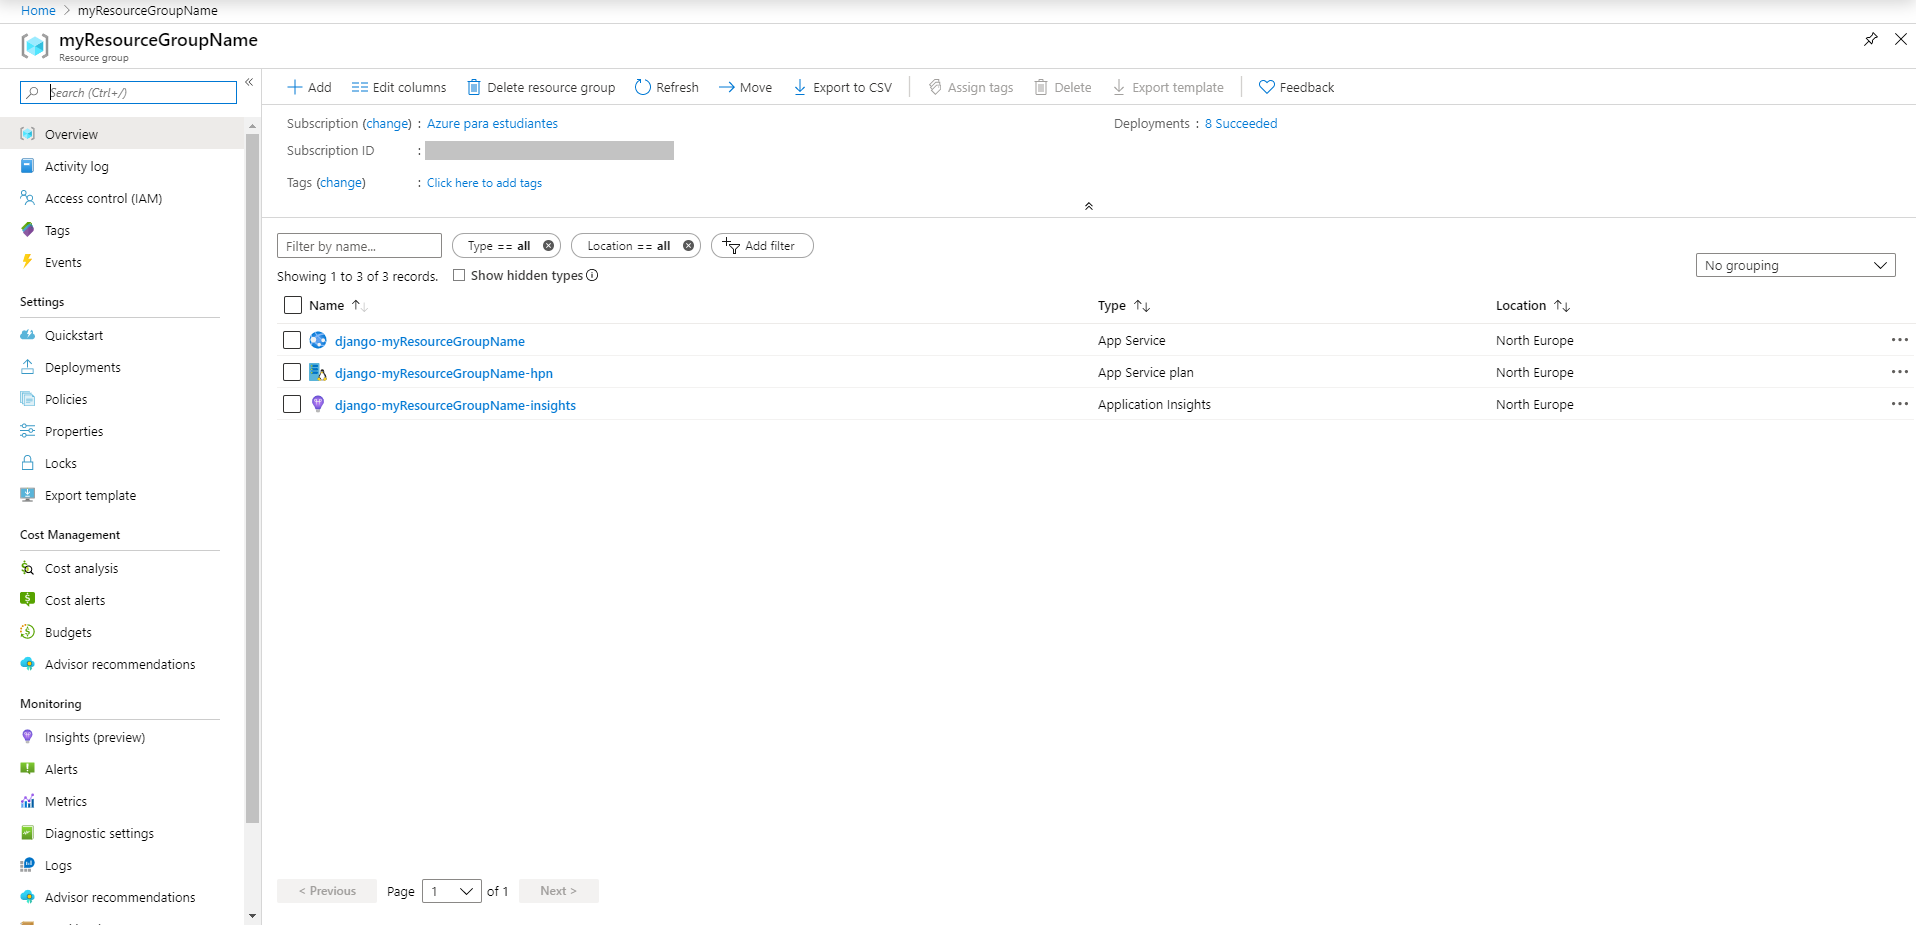 Home > myResourceGroupName
myResourceGroupName
Resource group
Search (Ctrl+/)
Overview
Activity log
Access control (IAM)
Tags
Events
Settings
Quickstart
Deployments
Policies
Properties
Locks
Export template
Cost Management
Cost analysis
Cost alerts
Budgets
Advisor recommendations
Monitoring
Insights (preview)
Alerts
Metrics
Diagnostic settings
Logs
Advisor recommendations
Add Edit columns Delete resource group Refresh Move Export to CSV Assign tags Delete Export template Feedback
Subscription (change) : Azure para estudiantes
Deployments : 8 Succeeded
Subscription ID :
Tags (change) : Click here to add tags
Filter by name... Type == all Location == all Add filter
Showing 1 to 3 of 3 records. Show hidden types
No grouping
Name Type Location
django-myResourceGroupName App Service North Europe
django-myResourceGroupName-hpn App Service plan North Europe
django-myResourceGroupName-insights Application Insights North Europe
< Previous Page 1 of 1 Next >